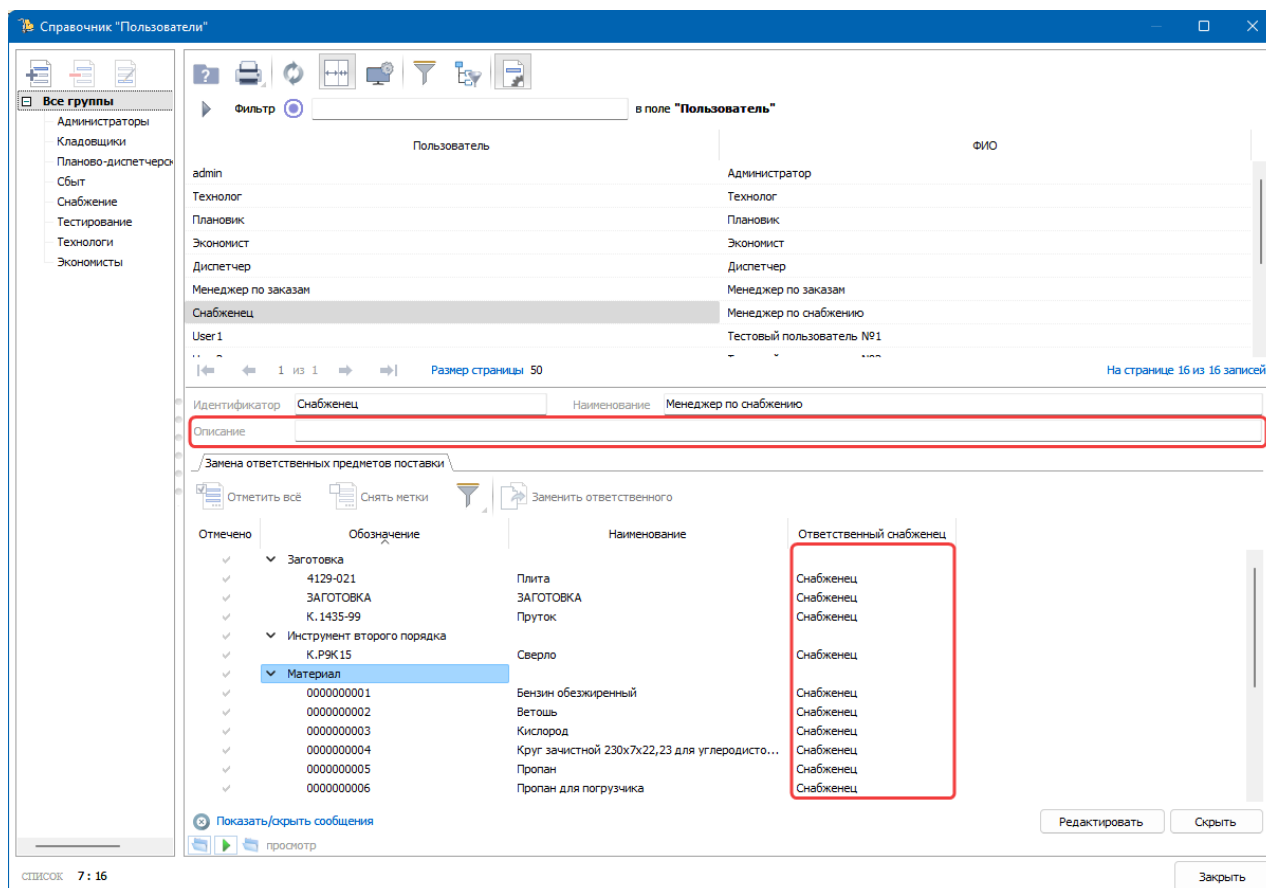 Справочник "Пользователи"
Все группы
Администраторы
Кладовщики
Планово-диспетчерск
Сбыт
Снабжение
Тестирование
Технологи
Экономисты
Фильтр в поле "Пользователь"
Пользователь ФИО
admin Администратор
Технолог Технолог
Плановик Плановик
Экономист Экономист
Диспетчер Диспетчер
Менеджер по заказам Менеджер по заказам
Снабженец Менеджер по снабжению
User1 Тестовый пользователь №1
1 из 1 Размер страницы 50 На странице 16 из 16 записей
Идентификатор Снабженец Наименование Менеджер по снабжению
Описание
Замена ответственных предметов поставки
Отметить всё Снять метки Заменить ответственного
Отмечено Обозначение Наименование Ответственный снабженец
Заготовка
4129-021 Плита Снабженец
ЗАГОТОВКА ЗАГОТОВКА Снабженец
К.1435-99 Пруток Снабженец
Инструмент второго порядка
К.Р9К15 Сверло Снабженец
Материал
0000000001 Бензин обезжиренный Снабженец
0000000002 Ветошь Снабженец
0000000003 Кислород Снабженец
0000000004 Круг зачистной 230х7х22,23 для углеродисто... Снабженец
0000000005 Пропан Снабженец
0000000006 Пропан для погрузчика Снабженец
Показать/скрыть сообщения Редактировать Скрыть
просмотр
СПИСОК 7:16 Закрыть